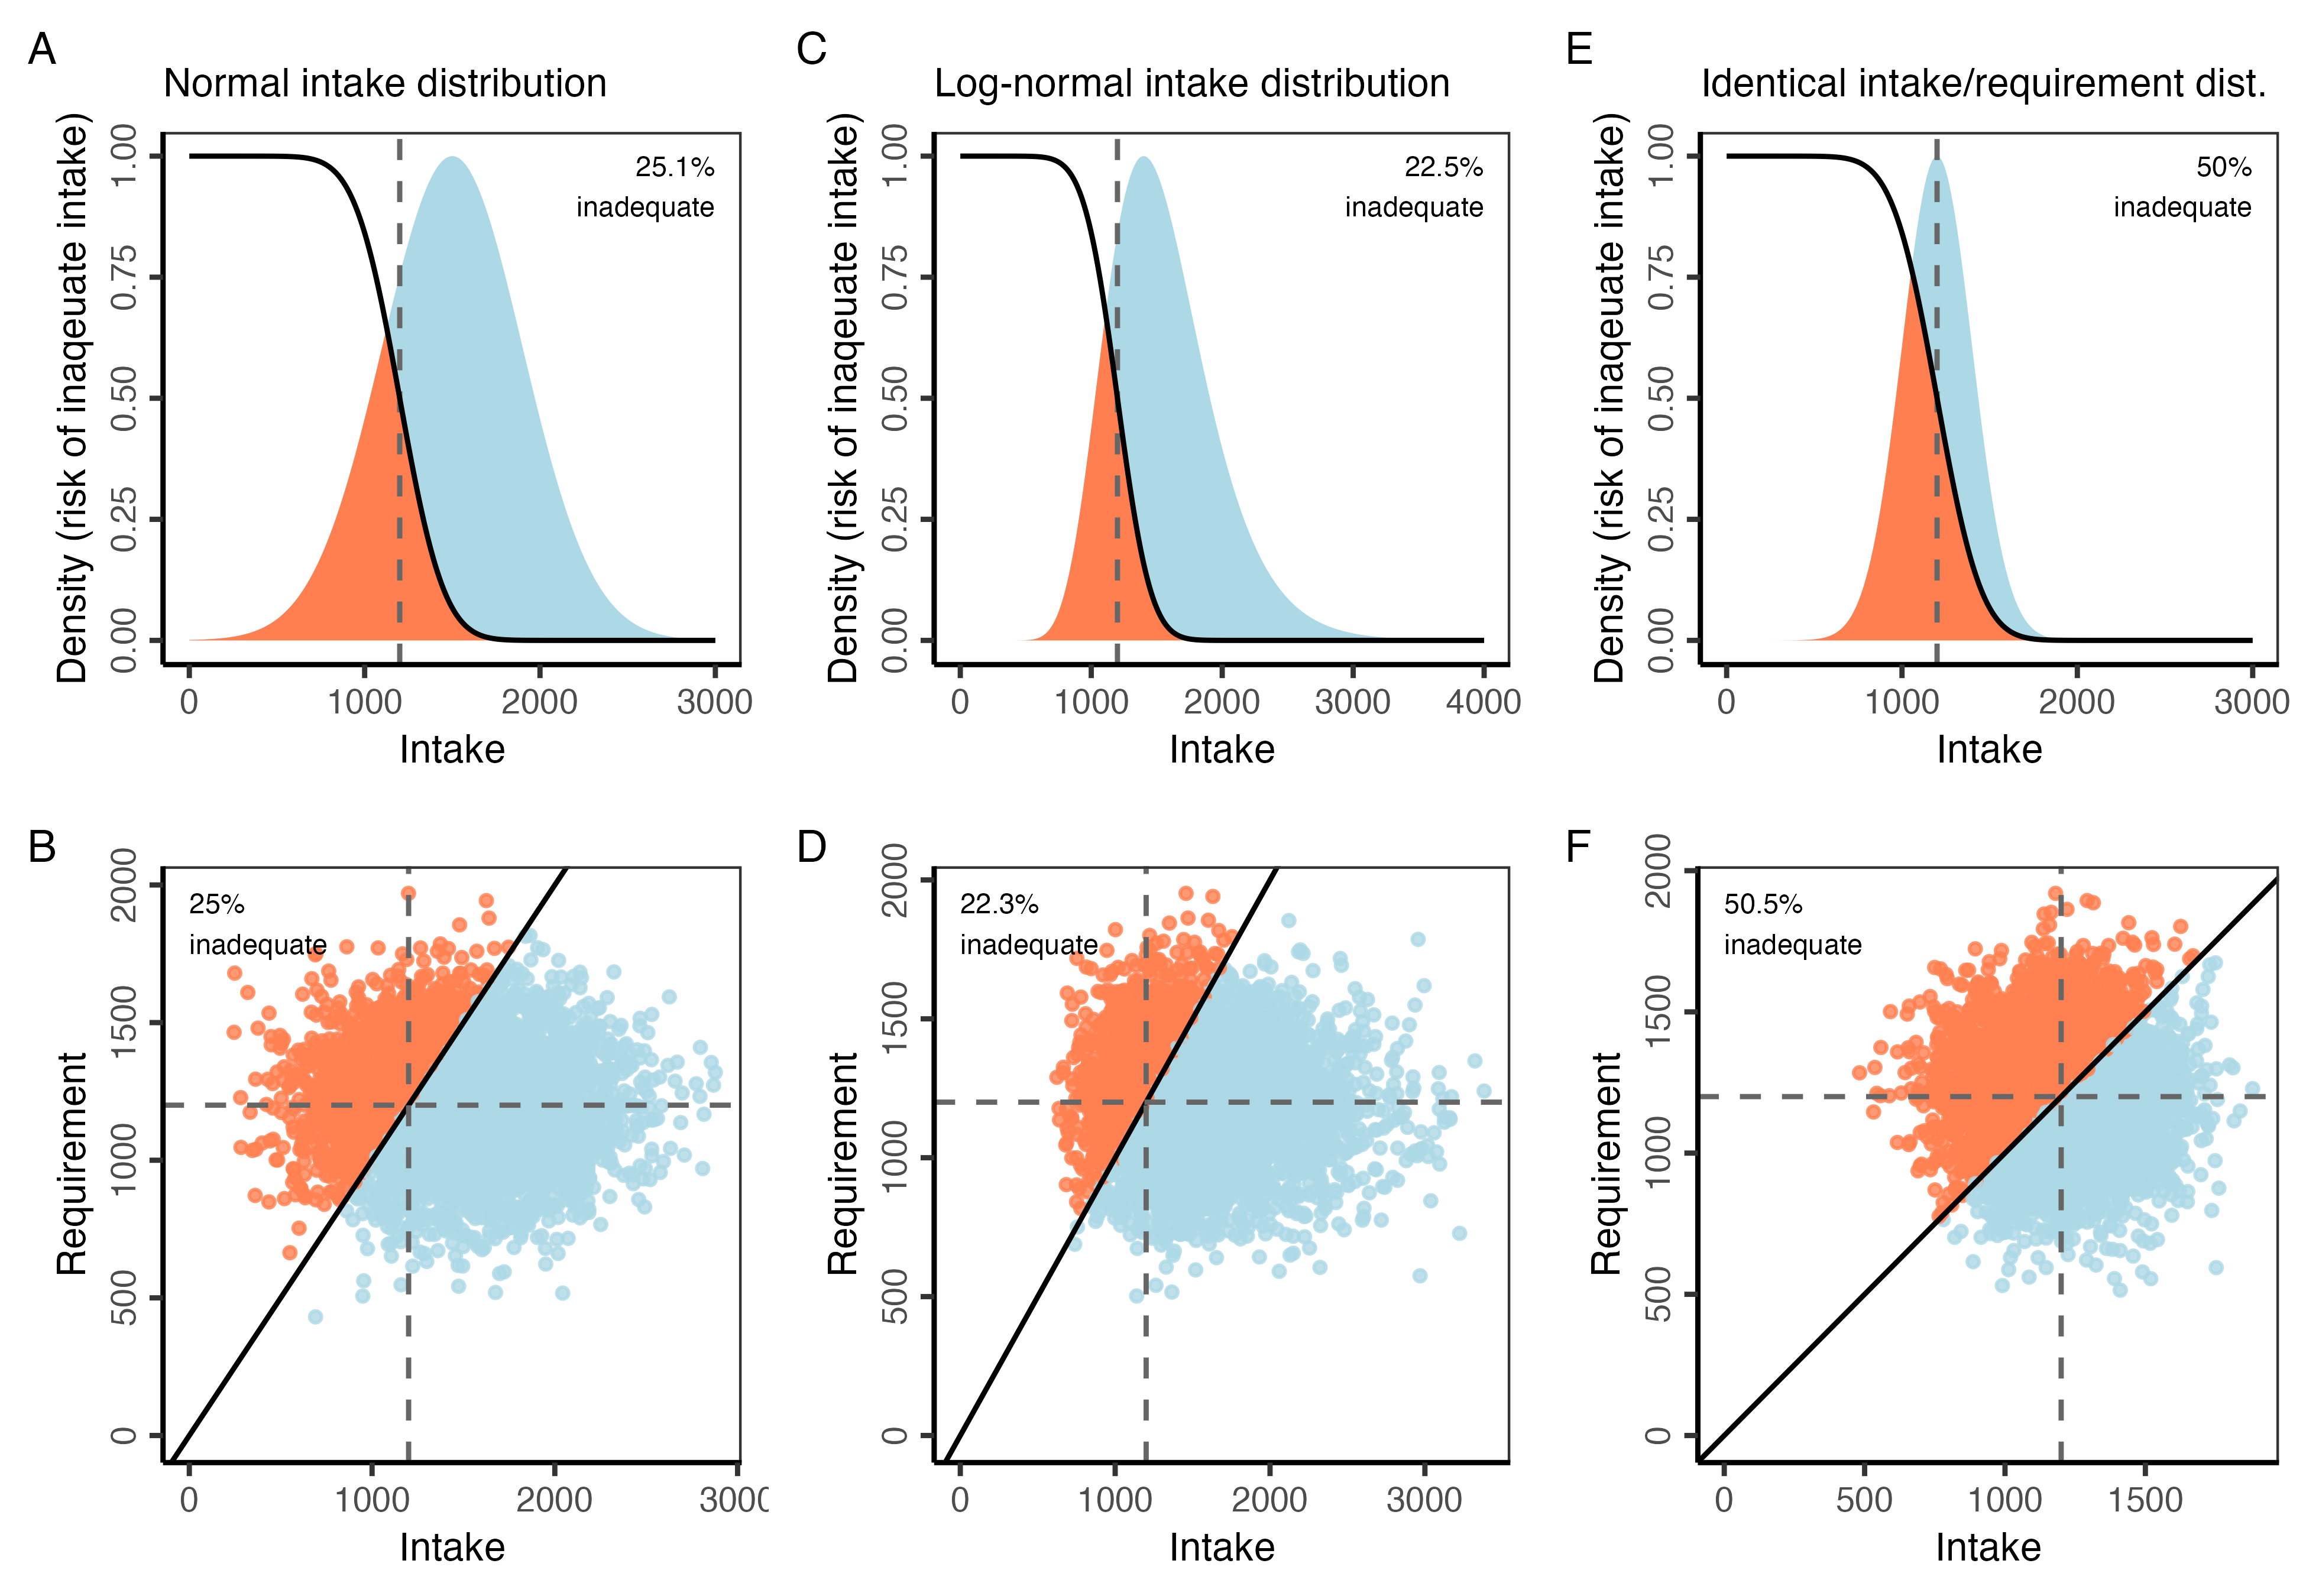 A
Normal intake distribution
Density (risk of inaqeuate intake)
1.00
0.75
0.50
0.25
0.00
25.1%
inadequate
0 1000 2000 3000
Intake
C
Log-normal intake distribution
Density (risk of inaqeuate intake)
1.00
0.75
0.50
0.25
0.00
22.5%
inadequate
0 1000 2000 3000 4000
Intake
E
Identical intake/requirement dist.
Density (risk of inaqeuate intake)
1.00
0.75
0.50
0.25
0.00
50%
inadequate
0 1000 2000 3000
Intake
B
Requirement
2000
1500
1000
500
0
25%
inadequate
0 1000 2000 3000
Intake
D
Requirement
2000
1500
1000
500
0
22.3%
inadequate
0 1000 2000 3000
Intake
F
Requirement
2000
1500
1000
500
0
50.5%
inadequate
0 500 1000 1500
Intake